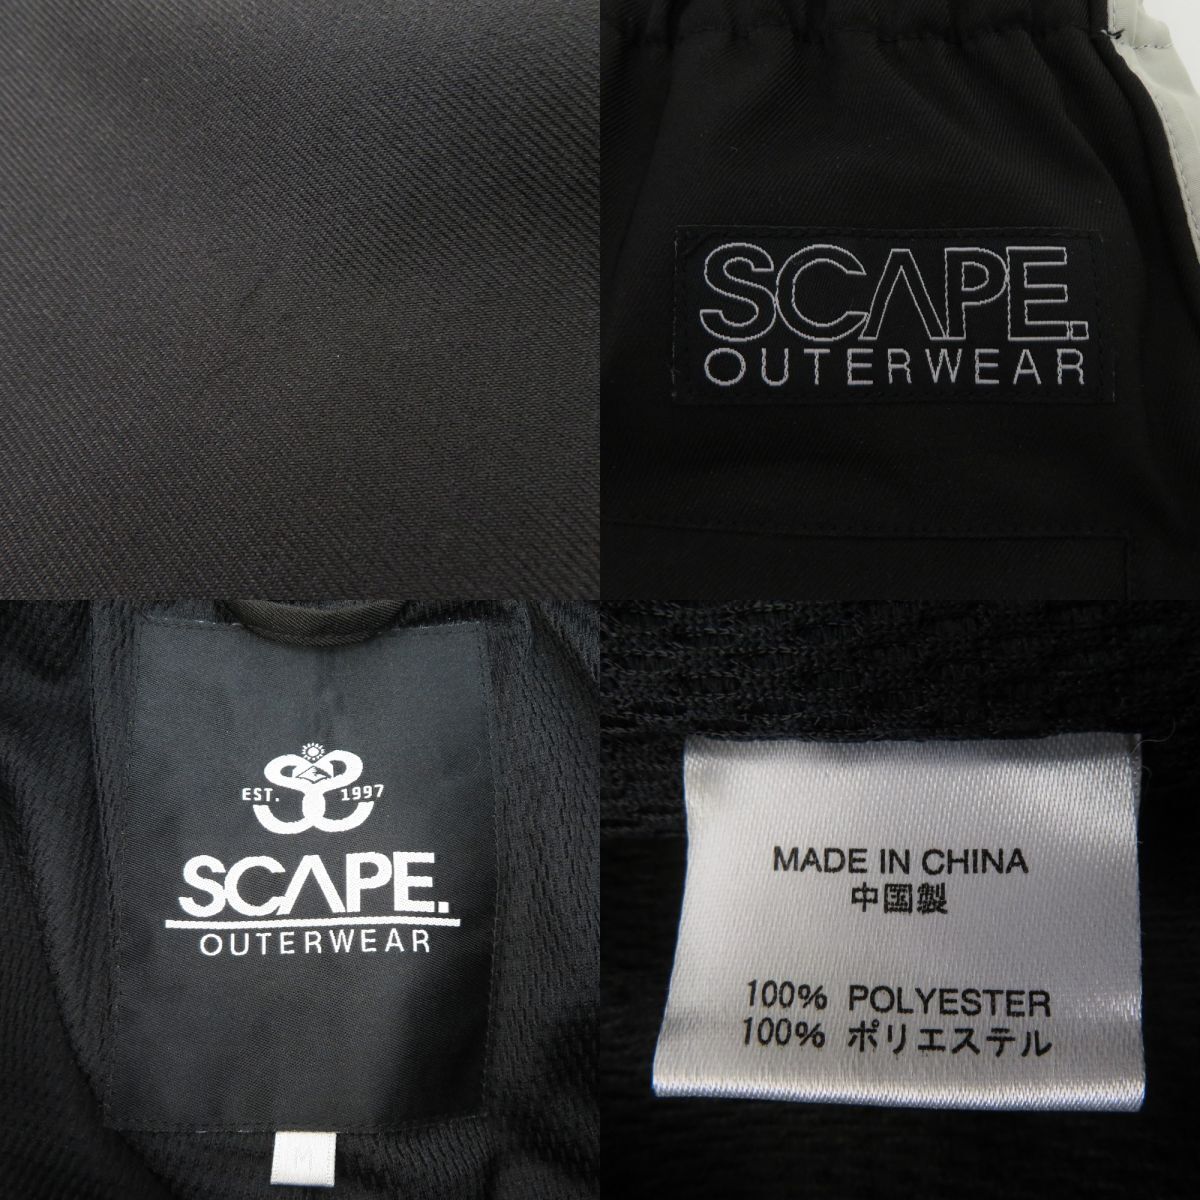 SCAPE.
OUTERWEAR
EST. 1997
SCAPE.
OUTERWEAR
M
MADE IN CHINA
中国製
100% POLYESTER
100% ポリエステル